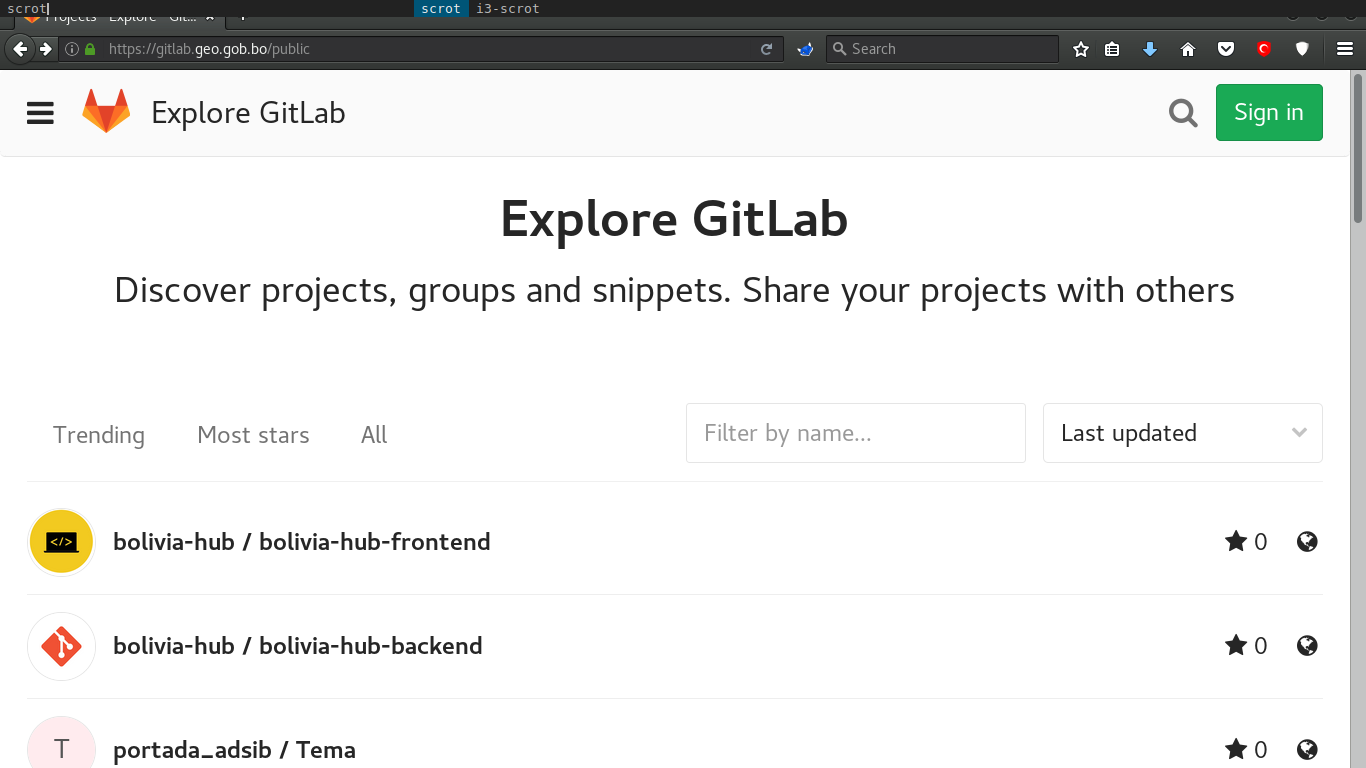 scrot scrot i3-scrot
Projects · Explore · Git...
https://gitlab.geo.gob.bo/public
Search
Explore GitLab
Sign in
Explore GitLab
Discover projects, groups and snippets. Share your projects with others
Trending Most stars All Filter by name... Last updated
</> bolivia-hub / bolivia-hub-frontend 0
bolivia-hub / bolivia-hub-backend 0
T portada_adsib / Tema 0